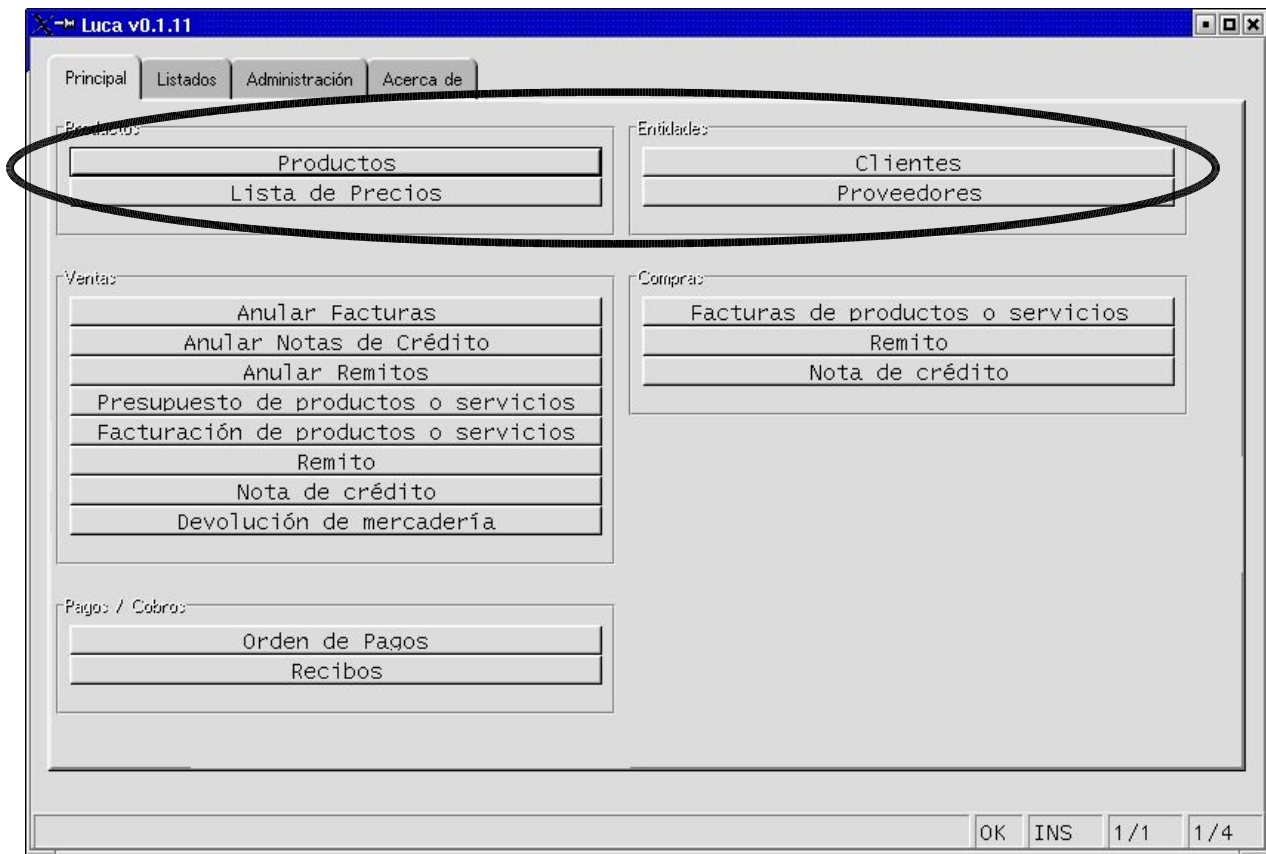 Luca v0.1.11
Principal Listados Administración Acerca de
Productos
Productos
Lista de Precios
Entidades
Clientes
Proveedores
Ventas
Anular Facturas
Anular Notas de Crédito
Anular Remitos
Presupuesto de productos o servicios
Facturación de productos o servicios
Remito
Nota de crédito
Devolución de mercadería
Compras
Facturas de productos o servicios
Remito
Nota de crédito
Pagos / Cobros
Orden de Pagos
Recibos
OK INS 1/1 1/4